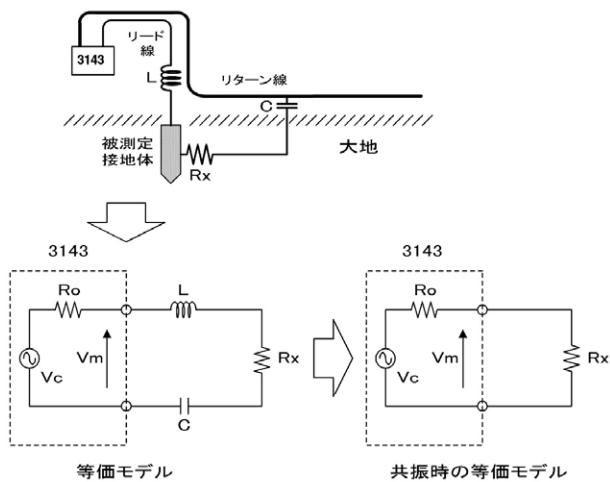 リード
線
3143
L
リターン線
C
被測定
接地体
Rx
大地
3143
Ro
L
Vm
Vc
Rx
C
等価モデル
3143
Ro
Vm
Vc
Rx
共振時の等価モデル